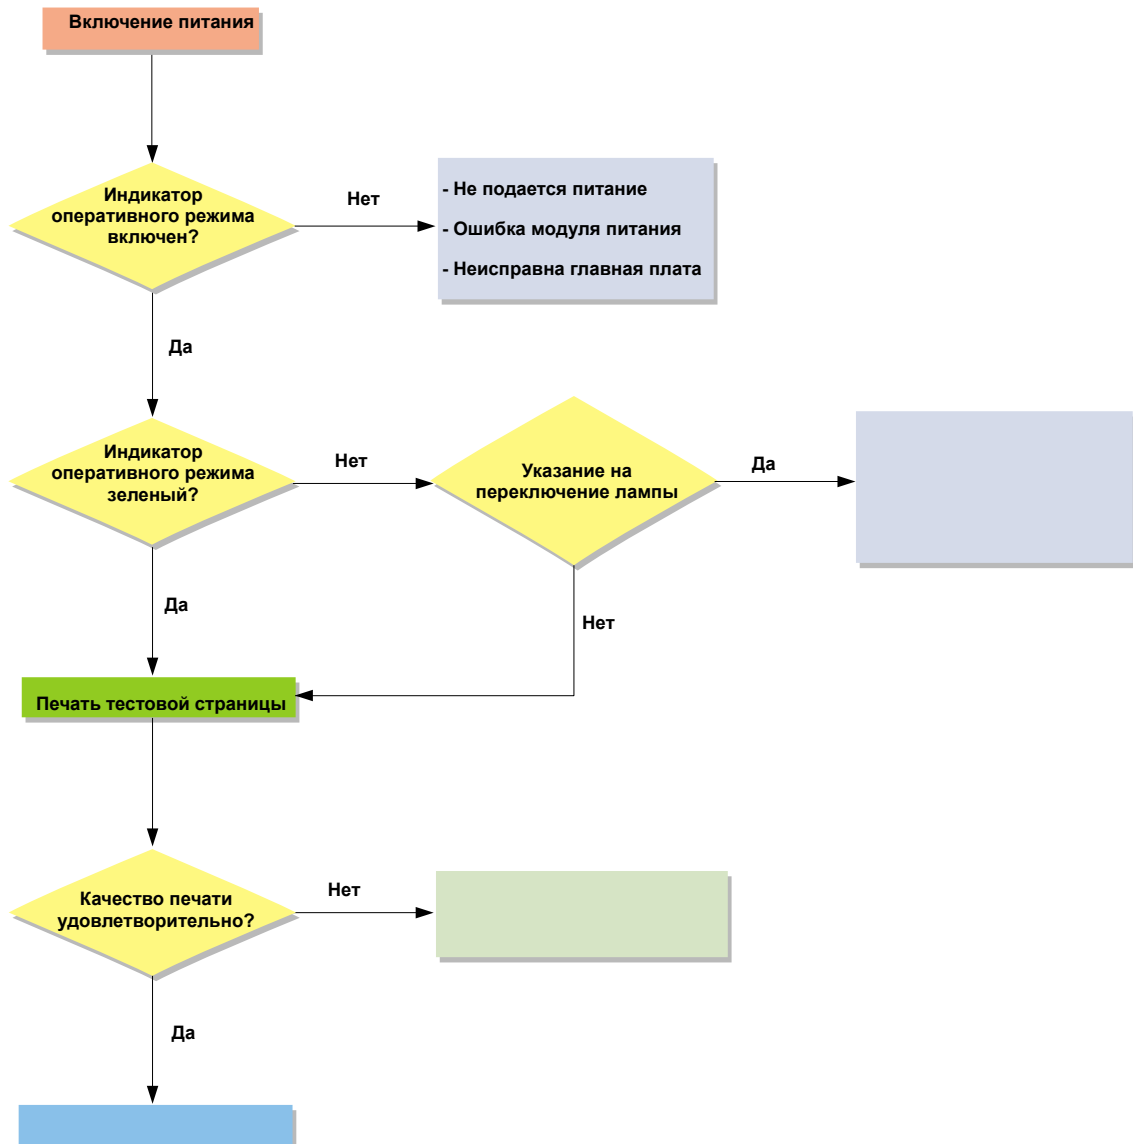 Включение питания
Индикатор
оперативного режима
включен?
Нет
- Не подается питание
- Ошибка модуля питания
- Неисправна главная плата
Да
Индикатор
оперативного режима
зеленый?
Нет
Указание на
переключение лампы
Да
Да
Нет
Печать тестовой страницы
Качество печати
удовлетворительно?
Нет
Да